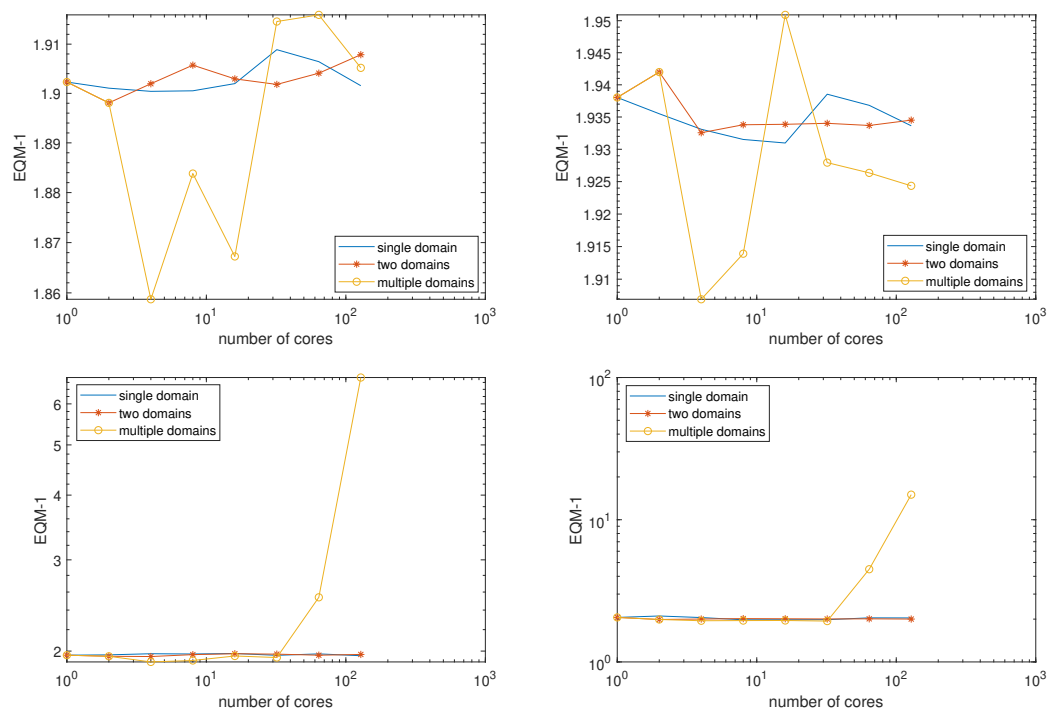 1.91
1.9
1.89
1.88
1.87
1.86
EQM-1
single domain
two domains
multiple domains
10^0 10^1 10^2 10^3
number of cores
1.95
1.945
1.94
1.935
1.93
1.925
1.92
1.915
1.91
EQM-1
single domain
two domains
multiple domains
10^0 10^1 10^2 10^3
number of cores
6
5
4
3
2
EQM-1
single domain
two domains
multiple domains
10^0 10^1 10^2 10^3
number of cores
10^2
10^1
10^0
EQM-1
single domain
two domains
multiple domains
10^0 10^1 10^2 10^3
number of cores